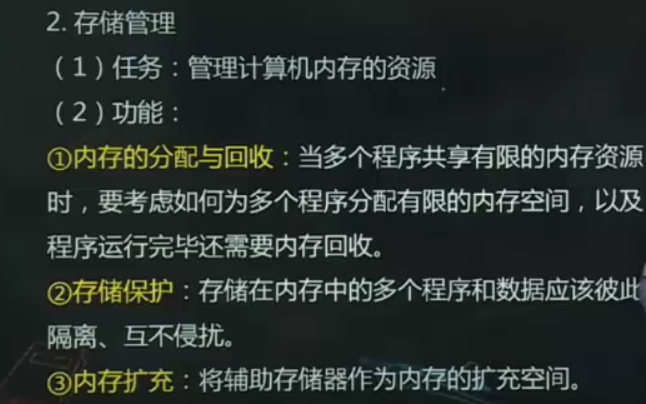 2. 存储管理
（1）任务：管理计算机内存的资源
（2）功能：
①内存的分配与回收：当多个程序共享有限的内存资源
时，要考虑如何为多个程序分配有限的内存空间，以及
程序运行完毕还需要内存回收。
②存储保护：存储在内存中的多个程序和数据应该彼此
隔离、互不侵扰。
③内存扩充：将辅助存储器作为内存的扩充空间。